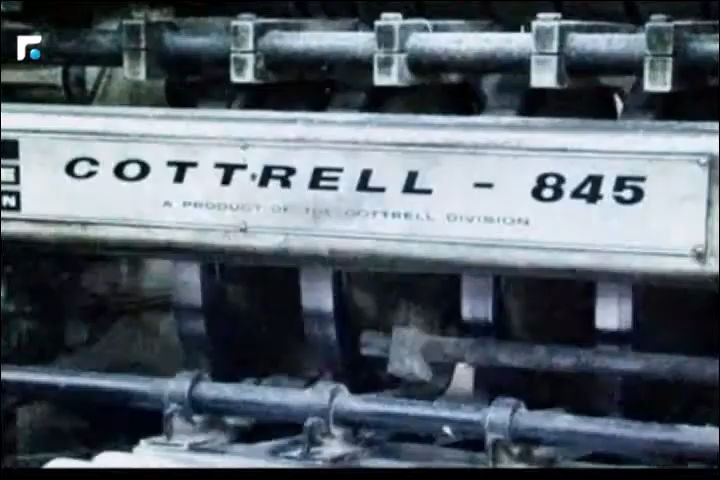 COTTRELL - 845
A PRODUCT OF THE COTTRELL DIVISION